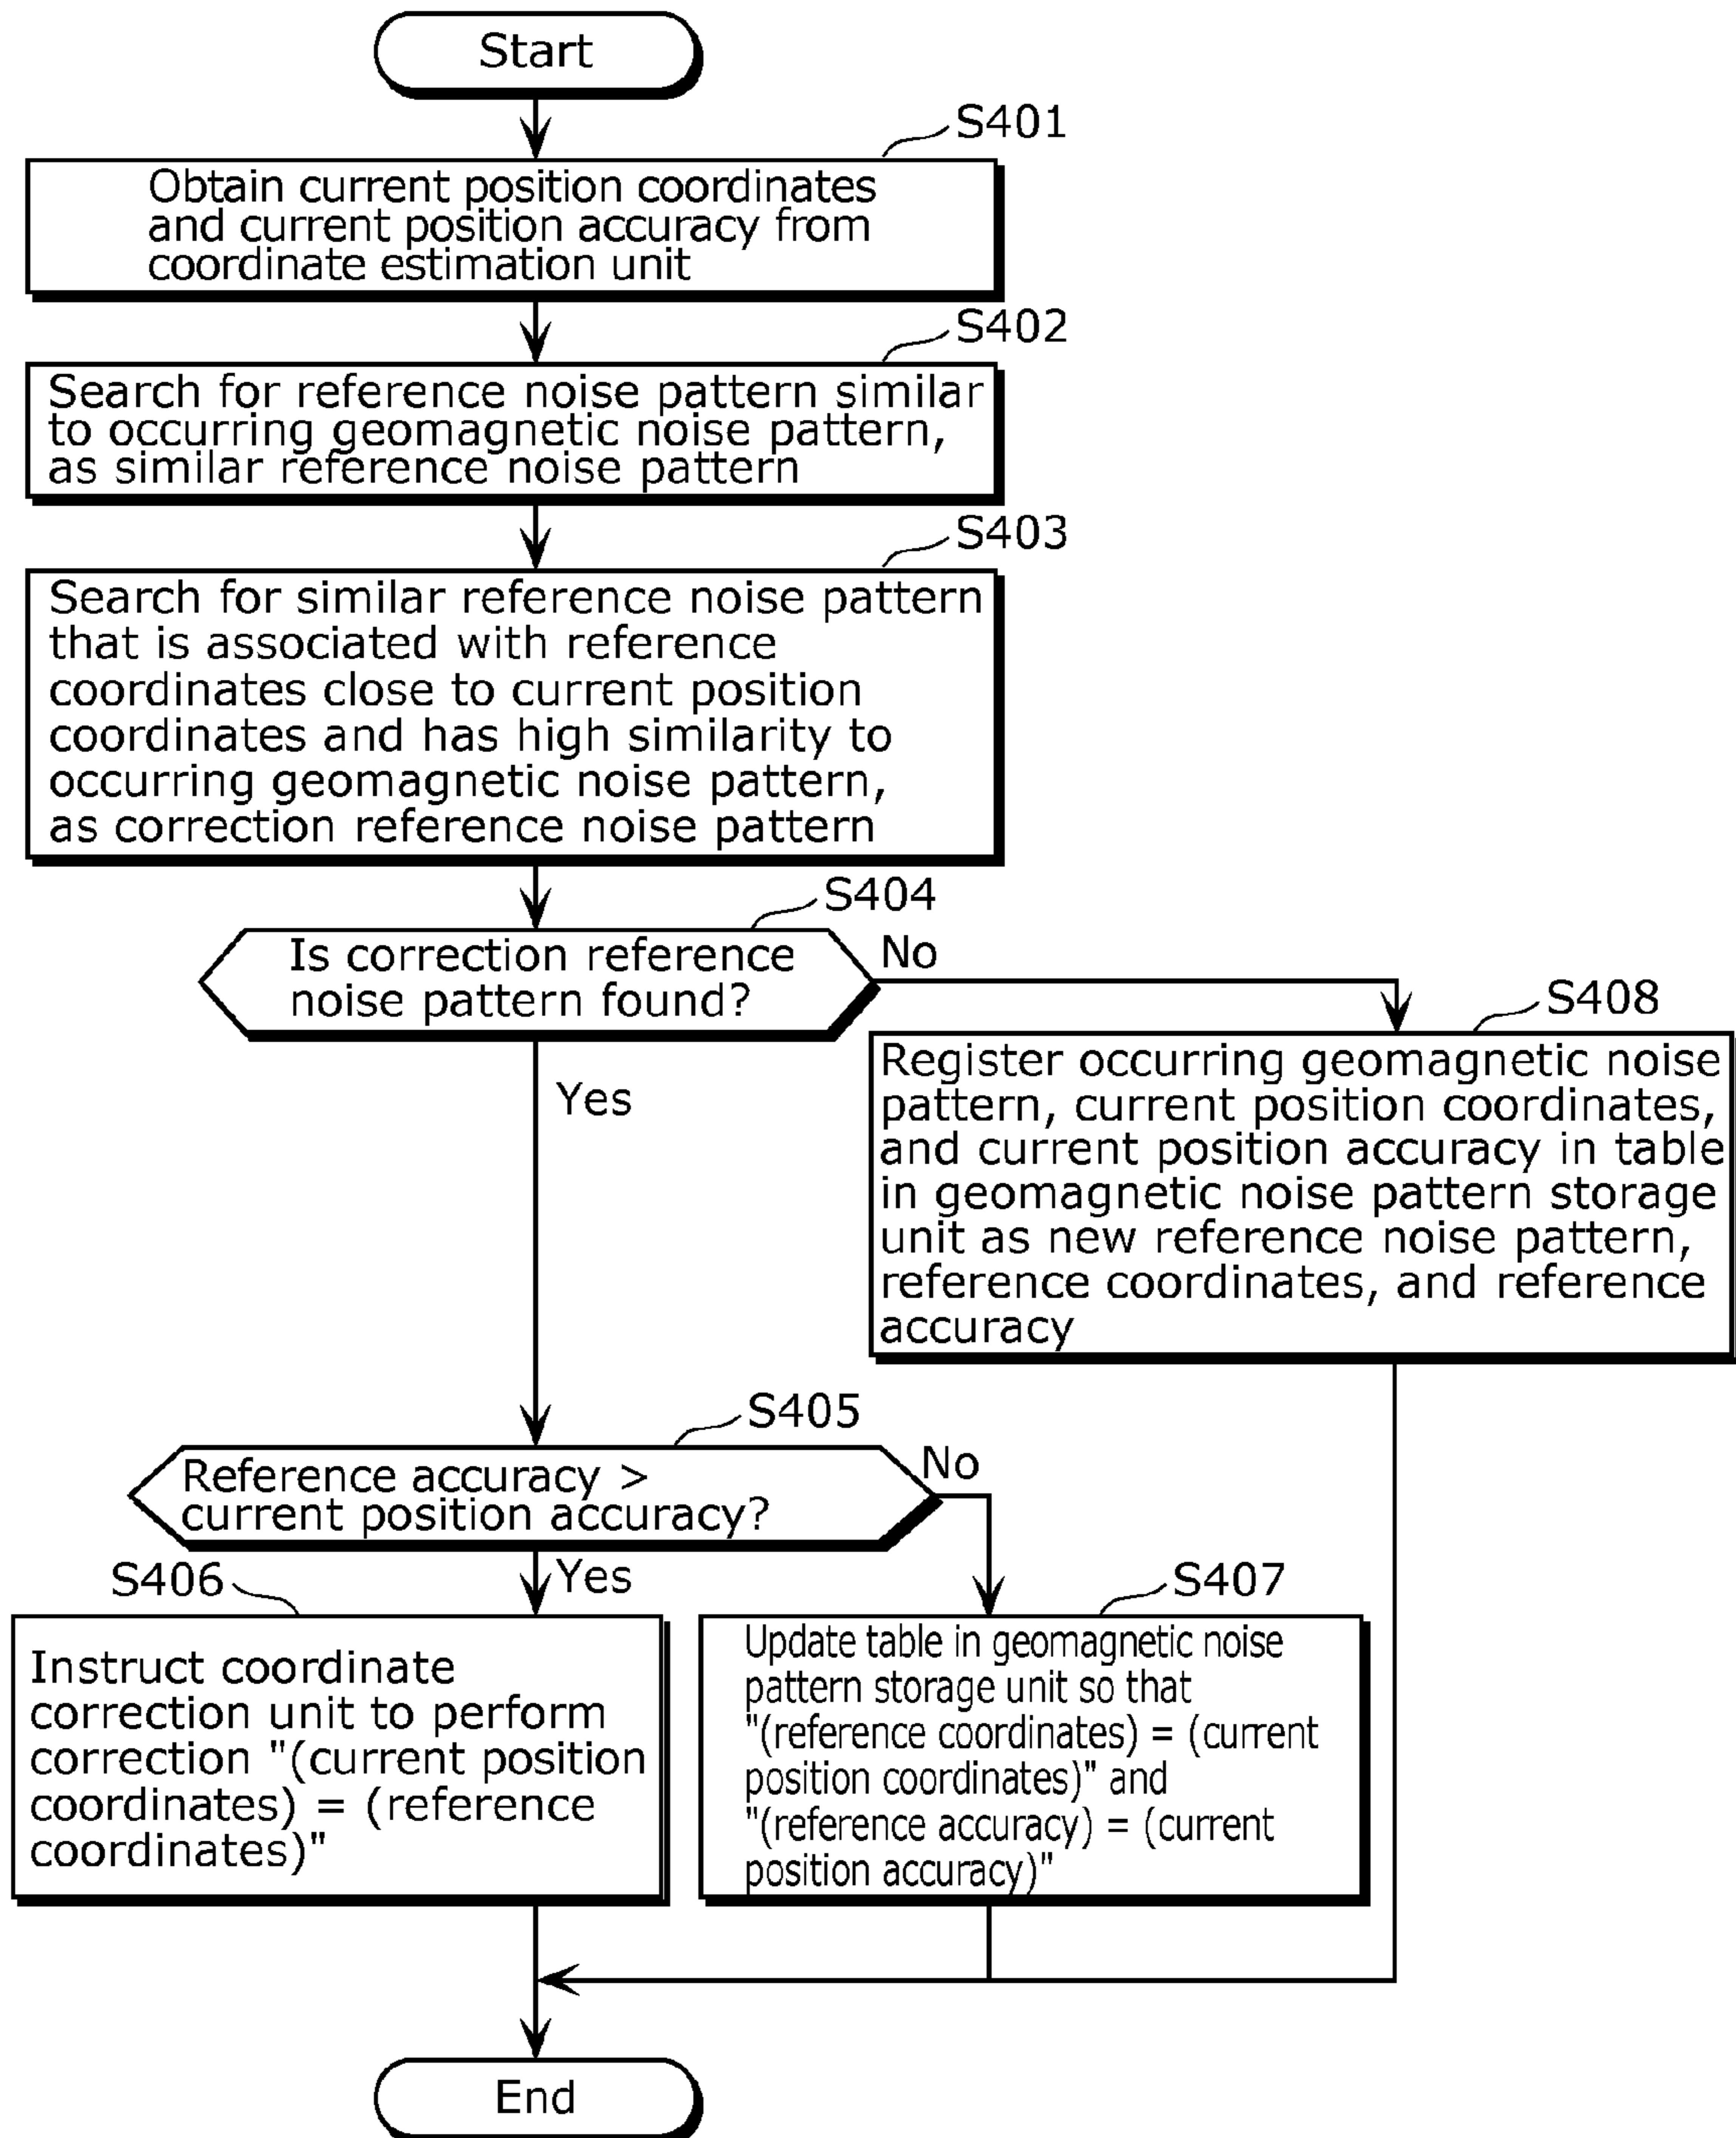 Start
S401
Obtain current position coordinates
and current position accuracy from
coordinate estimation unit
S402
Search for reference noise pattern similar
to occurring geomagnetic noise pattern,
as similar reference noise pattern
S403
Search for similar reference noise pattern
that is associated with reference
coordinates close to current position
coordinates and has high similarity to
occurring geomagnetic noise pattern,
as correction reference noise pattern
S404
Is correction reference
noise pattern found?
No
Yes
S408
Register occurring geomagnetic noise
pattern, current position coordinates,
and current position accuracy in table
in geomagnetic noise pattern storage
unit as new reference noise pattern,
reference coordinates, and reference
accuracy
S405
Reference accuracy >
current position accuracy?
No
Yes
S406
Instruct coordinate
correction unit to perform
correction "(current position
coordinates) = (reference
coordinates)"
S407
Update table in geomagnetic noise
pattern storage unit so that
"(reference coordinates) = (current
position coordinates)" and
"(reference accuracy) = (current
position accuracy)"
End